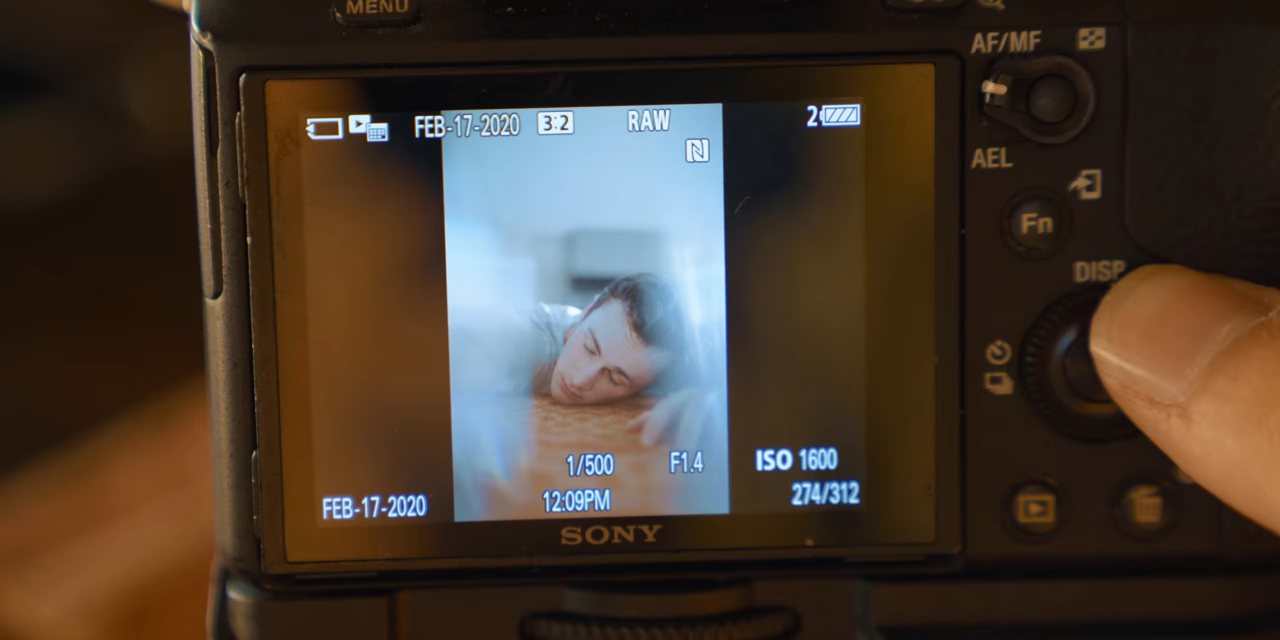 MENU
AF/MF
FEB-17-2020 3:2 RAW 2
N
AEL
Fn
DISP
1/500 F1.4 ISO 1600
FEB-17-2020 12:09PM 274/312
SONY